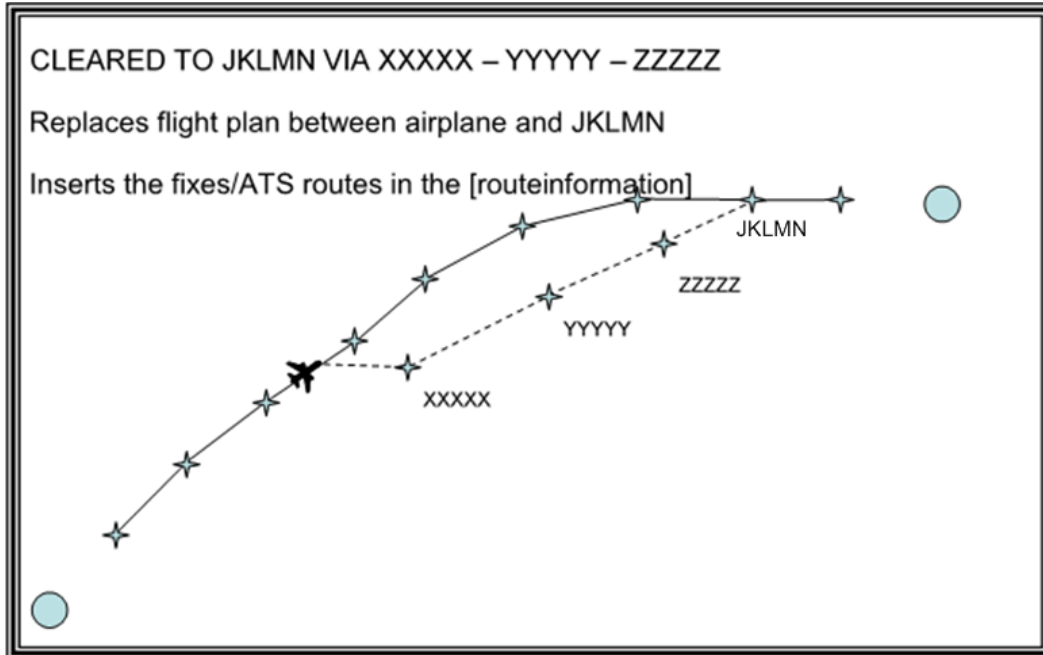 CLEARED TO JKLMN VIA XXXXX – YYYYY – ZZZZZ
Replaces flight plan between airplane and JKLMN
Inserts the fixes/ATS routes in the [routeinformation]
JKLMN
ZZZZZ
YYYYY
XXXXX